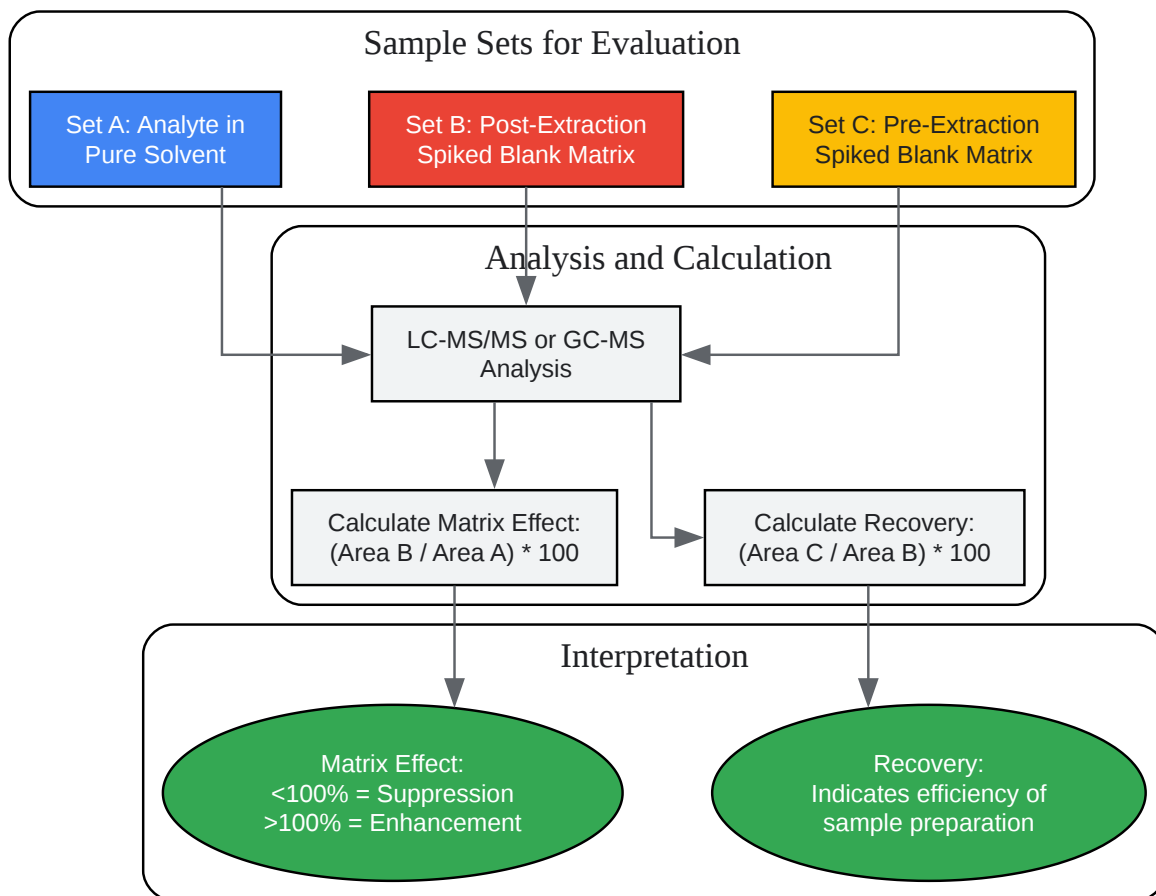 Sample Sets for Evaluation
Set A: Analyte in
Pure Solvent
Set B: Post-Extraction
Spiked Blank Matrix
Set C: Pre-Extraction
Spiked Blank Matrix
Analysis and Calculation
LC-MS/MS or GC-MS
Analysis
Calculate Matrix Effect:
(Area B / Area A) * 100
Calculate Recovery:
(Area C / Area B) * 100
Interpretation
Matrix Effect:
<100% = Suppression
>100% = Enhancement
Recovery:
Indicates efficiency of
sample preparation